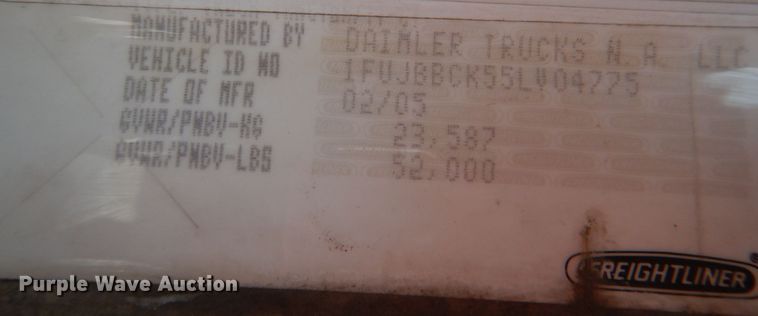 MANUFACTURED BY DAIMLER TRUCKS N.A. LLC
VEHICLE ID NO 1FUJBBCK55LV04775
DATE OF MFR 02/05
GVWR/PNBV-KG 23,587
GVWR/PNBV-LBS 52,000
FREIGHTLINER
Purple Wave Auction